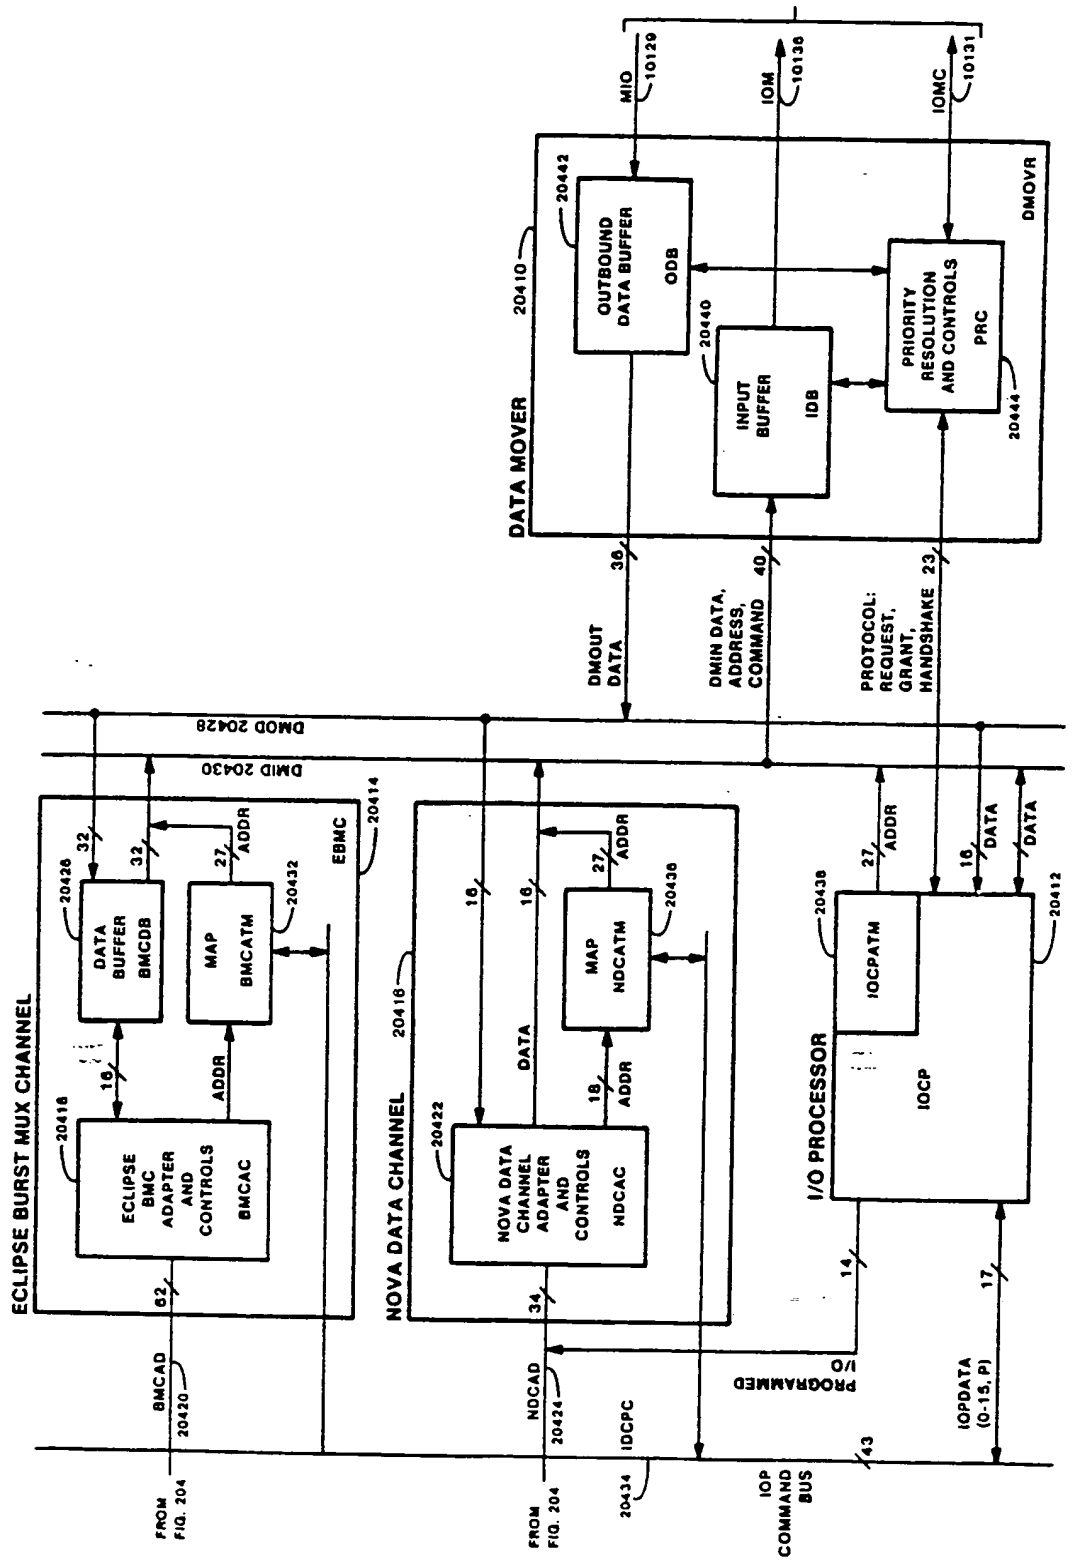 ECLIPSE BURST MUX CHANNEL
FROM
FIG. 204
BMCAD
20420
62
20418
ECLIPSE
BMC
ADAPTER
AND
CONTROLS
BMCAC
16
ADDR
20426
DATA
BUFFER
BMCDB
MAP
BMCATM
20432
32
32
27
ADDR
EBMC
20414
DMID 20430
DMOD 20428
NOVA DATA CHANNEL
20416
FROM
FIG. 204
NDCAD
20424
34
20422
NOVA DATA
CHANNEL
ADAPTER
AND
CONTROLS
NDCAC
16
DATA
16
18
ADDR
MAP
NDCATM
27
ADDR
20436
IDCPC
20434
IOP
COMMAND
BUS
43
PROGRAMMED
I/O
14
IOPDATA
(0-15, P)
17
I/O PROCESSOR
IOCP
IOCPATM
20438
27
ADDR
16
DATA
DATA
20412
DATA MOVER
20410
DMOUT
DATA
36
DMIN DATA,
ADDRESS,
COMMAND
40
PROTOCOL:
REQUEST,
GRANT,
HANDSHAKE
23
OUTBOUND
DATA BUFFER
ODB
20442
INPUT
BUFFER
IDB
20440
PRIORITY
RESOLUTION
AND CONTROLS
PRC
20444
DMOVR
MIO
10129
IOM
10136
IOMC
10131